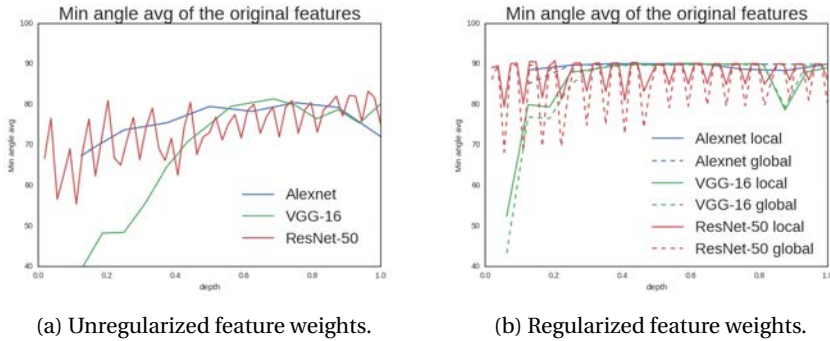 Min angle avg of the original features
Min angle avg
100
90
80
70
60
50
40
0.0
0.2
0.4
0.6
0.8
1.0
depth
Alexnet
VGG-16
ResNet-50
(a) Unregularized feature weights.
Min angle avg of the original features
Min angle avg
100
90
80
70
60
50
40
0.0
0.2
0.4
0.6
0.8
1.0
depth
Alexnet local
Alexnet global
VGG-16 local
VGG-16 global
ResNet-50 local
ResNet-50 global
(b) Regularized feature weights.